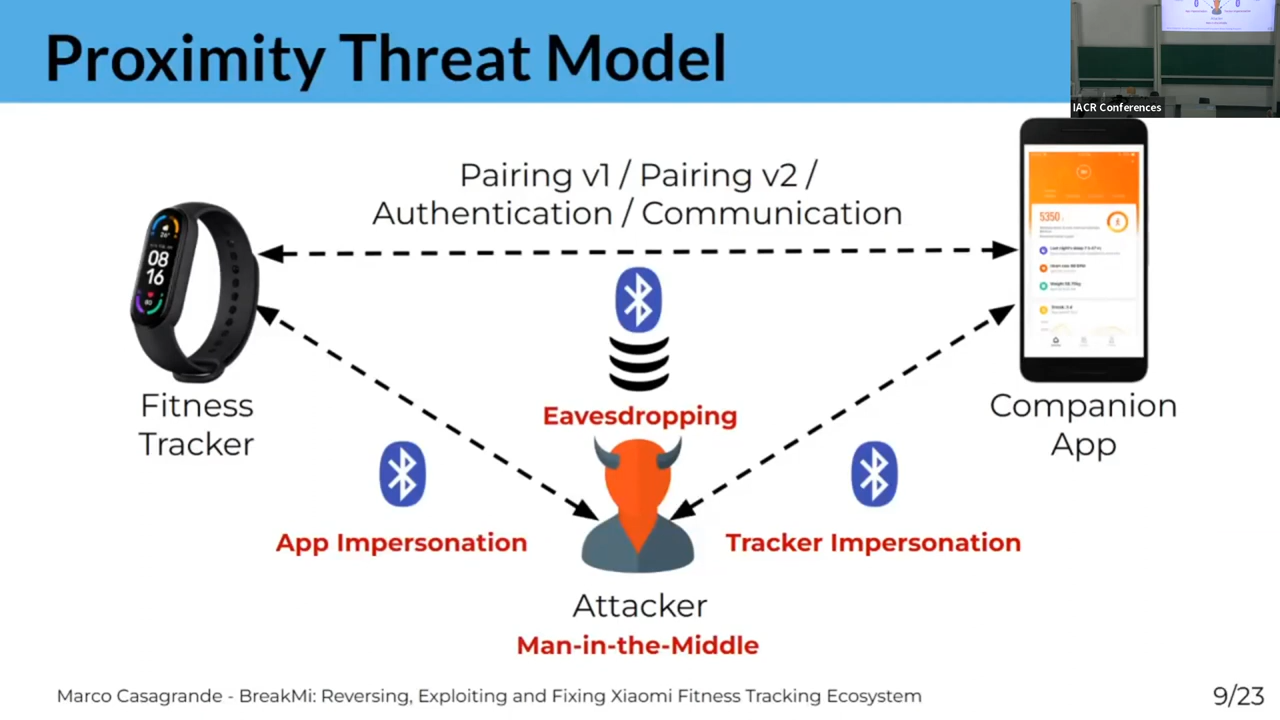 Proximity Threat Model
IACR Conferences
Pairing v1 / Pairing v2 /
Authentication / Communication
08
16
5350
Eavesdropping
Fitness
Tracker
Companion
App
App Impersonation
Tracker Impersonation
Attacker
Man-in-the-Middle
Marco Casagrande - BreakMi: Reversing, Exploiting and Fixing Xiaomi Fitness Tracking Ecosystem
9/23